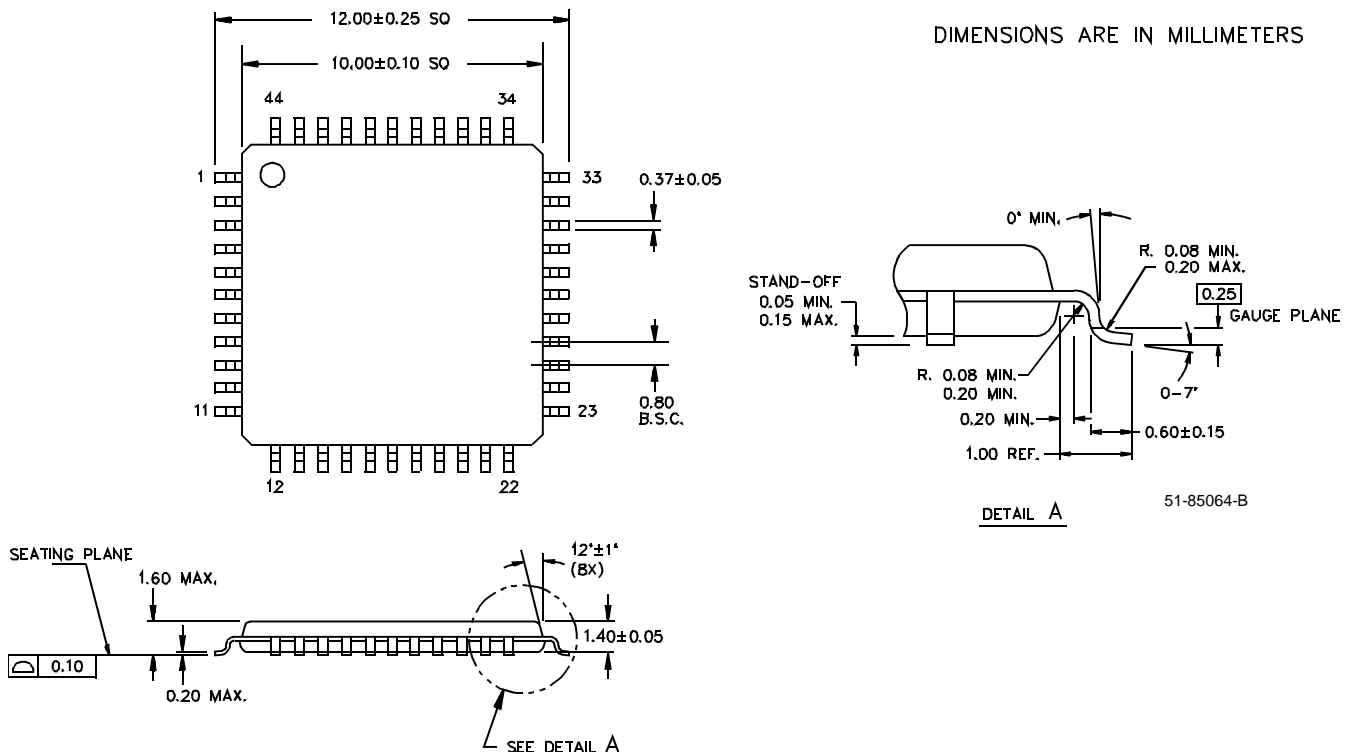 12.00±0.25 SQ
DIMENSIONS ARE IN MILLIMETERS
10.00±0.10 SQ
44
34
1
33
0.37±0.05
0° MIN.
R. 0.08 MIN.
0.20 MAX.
STAND-OFF
0.05 MIN.
0.15 MAX.
0.25
GAUGE PLANE
R. 0.08 MIN.
0.20 MIN.
0-7°
0.20 MIN.
0.60±0.15
1.00 REF.
0.80
B.S.C.
11
23
12
22
DETAIL A
51-85064-B
SEATING PLANE
1.60 MAX.
12°±1°
(8X)
1.40±0.05
0.10
0.20 MAX.
SEE DETAIL A